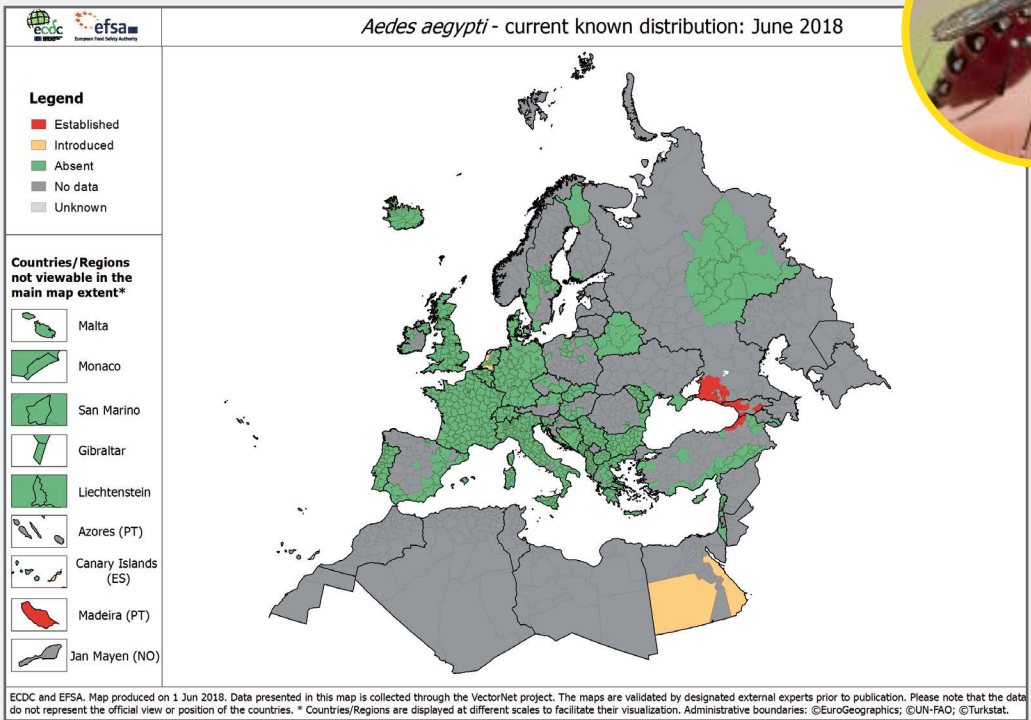 ecdc
efsa
European Food Safety Authority
Aedes aegypti - current known distribution: June 2018
Legend
Established
Introduced
Absent
No data
Unknown
Countries/Regions
not viewable in the
main map extent*
Malta
Monaco
San Marino
Gibraltar
Liechtenstein
Azores (PT)
Canary Islands
(ES)
Madeira (PT)
Jan Mayen (NO)
ECDC and EFSA. Map produced on 1 Jun 2018. Data presented in this map is collected through the VectorNet project. The maps are validated by designated external experts prior to publication. Please note that the data
do not represent the official view or position of the countries. * Countries/Regions are displayed at different scales to facilitate their visualization. Administrative boundaries: ©EuroGeographics; ©UN-FAO; ©Turkstat.